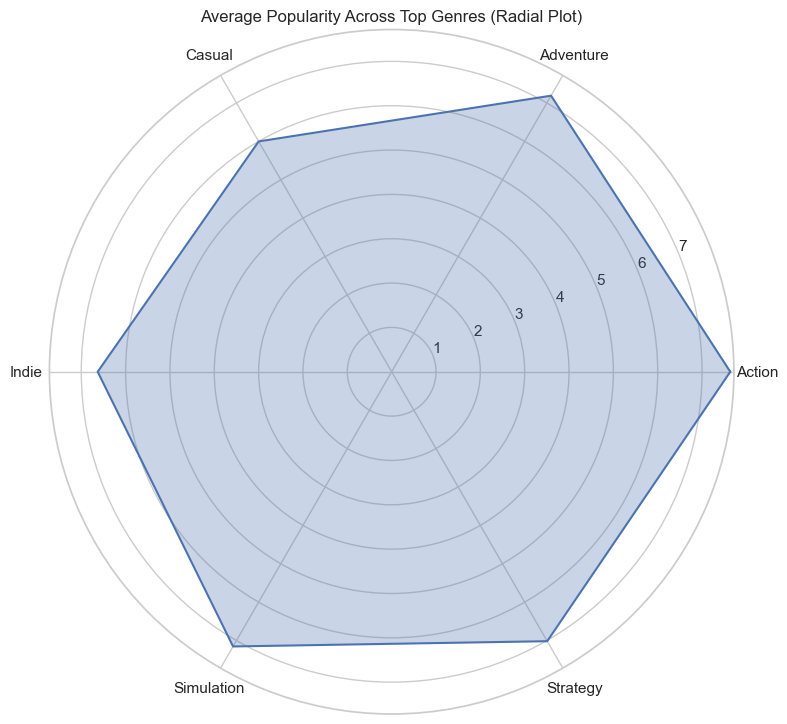 Average Popularity Across Top Genres (Radial Plot)
Casual
Adventure
7
6
5
4
3
2
1
Indie
Action
Simulation
Strategy